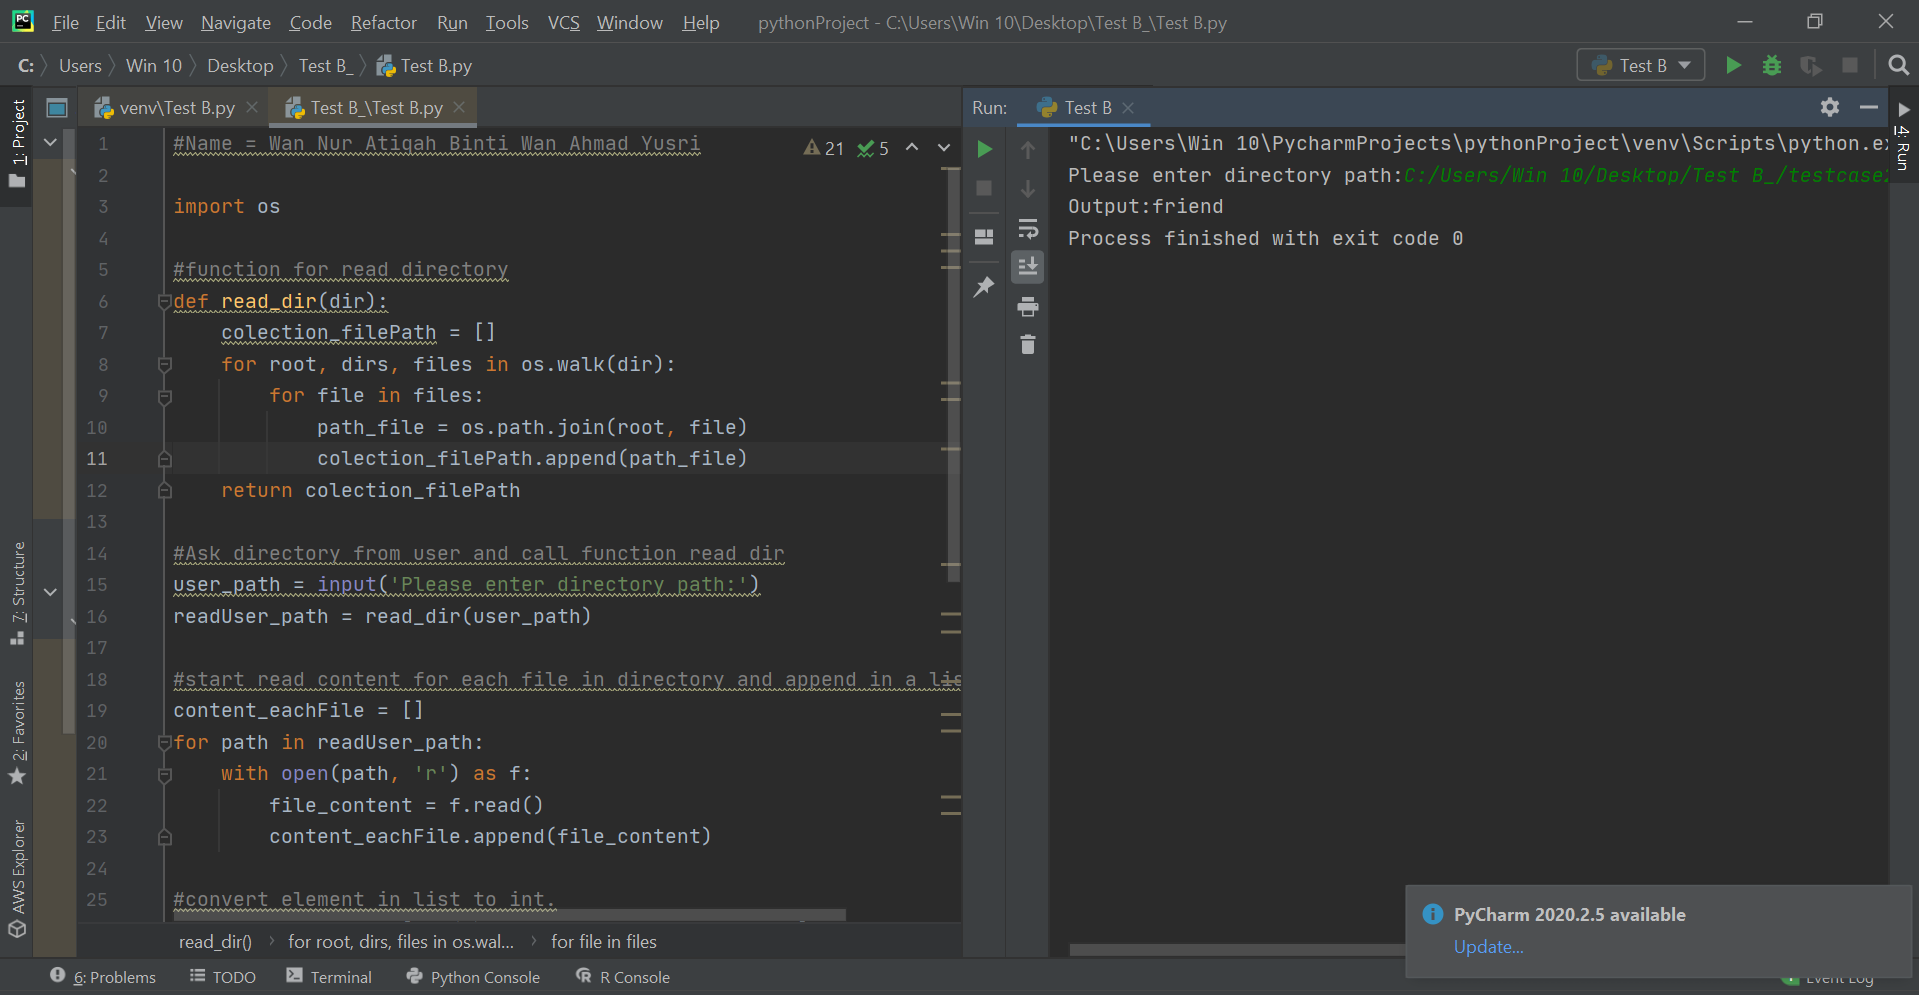 PC File Edit View Navigate Code Refactor Run Tools VCS Window Help pythonProject - C:\Users\Win 10\Desktop\Test B_\Test B.py
C: Users Win 10 Desktop Test B_ Test B.py Test B
1: Project
7: Structure
2: Favorites
AWS Explorer
venv\Test B.py Test B_\Test B.py
21 5
1 #Name = Wan Nur Atiqah Binti Wan Ahmad Yusri
2
3 import os
4
5 #function for read directory
6 def read_dir(dir):
7 colection_filePath = []
8 for root, dirs, files in os.walk(dir):
9 for file in files:
10 path_file = os.path.join(root, file)
11 colection_filePath.append(path_file)
12 return colection_filePath
13
14 #Ask directory from user and call function read dir
15 user_path = input('Please enter directory path:')
16 readUser_path = read_dir(user_path)
17
18 #start read content for each file in directory and append in a lis
19 content_eachFile = []
20 for path in readUser_path:
21 with open(path, 'r') as f:
22 file_content = f.read()
23 content_eachFile.append(file_content)
24
25 #convert element in list to int.
read_dir() for root, dirs, files in os.wal... for file in files
Run: Test B
"C:\Users\Win 10\PycharmProjects\pythonProject\venv\Scripts\python.ex
Please enter directory path:C:/Users/Win 10/Desktop/Test B_/testcase
Output:friend
Process finished with exit code 0
4: Run
PyCharm 2020.2.5 available
Update...
6: Problems TODO Terminal Python Console R Console Event Log